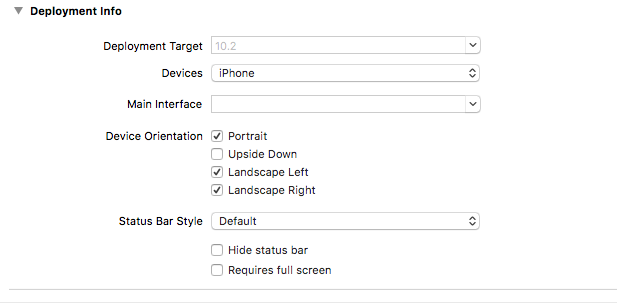 Deployment Info
Deployment Target 10.2
Devices iPhone
Main Interface
Device Orientation Portrait
Upside Down
Landscape Left
Landscape Right
Status Bar Style Default
Hide status bar
Requires full screen